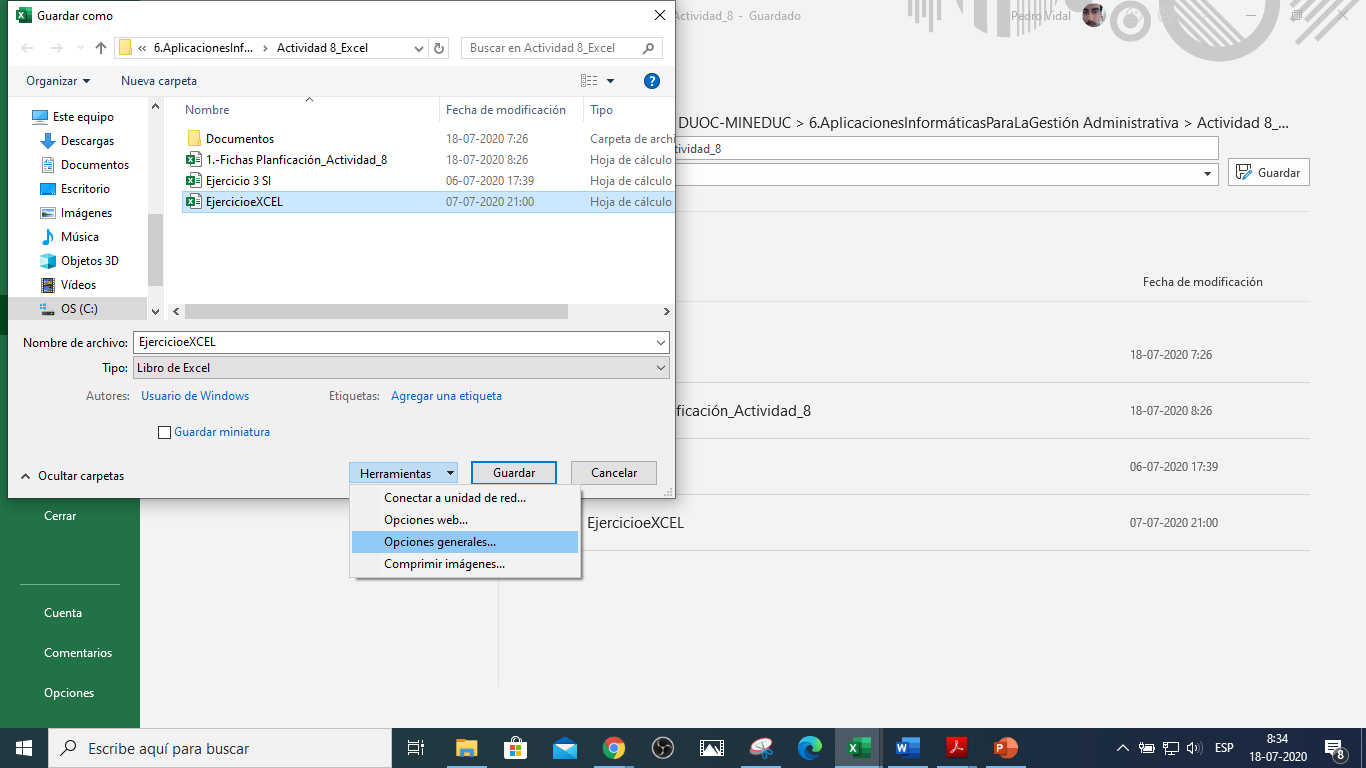 Guardar como
Actividad_8 - Guardado
Pedro Vidal
« 6.AplicacionesInf... > Actividad 8_Excel
Buscar en Actividad 8_Excel
Organizar
Nueva carpeta
Nombre
Fecha de modificación
Tipo
Este equipo
Descargas
Documentos
Escritorio
Imágenes
Música
Objetos 3D
Vídeos
OS (C:)
Documentos 18-07-2020 7:26 Carpeta de archi
1.-Fichas Planficación_Actividad_8 18-07-2020 8:26 Hoja de cálculo
Ejercicio 3 SI 06-07-2020 17:39 Hoja de cálculo
EjercicioeXCEL 07-07-2020 21:00 Hoja de cálculo
Nombre de archivo: EjercicioeXCEL
Tipo: Libro de Excel
Autores: Usuario de Windows
Etiquetas: Agregar una etiqueta
Guardar miniatura
Ocultar carpetas
Herramientas
Guardar
Cancelar
Conectar a unidad de red...
Opciones web...
Opciones generales...
Comprimir imágenes...
DUOC-MINEDUC > 6.AplicacionesInformáticasParaLaGestión Administrativa > Actividad 8_...
tividad_8
Guardar
Fecha de modificación
18-07-2020 7:26
ficación_Actividad_8 18-07-2020 8:26
06-07-2020 17:39
EjercicioeXCEL 07-07-2020 21:00
Cerrar
Cuenta
Comentarios
Opciones
Escribe aquí para buscar
ESP
8:34
18-07-2020
8